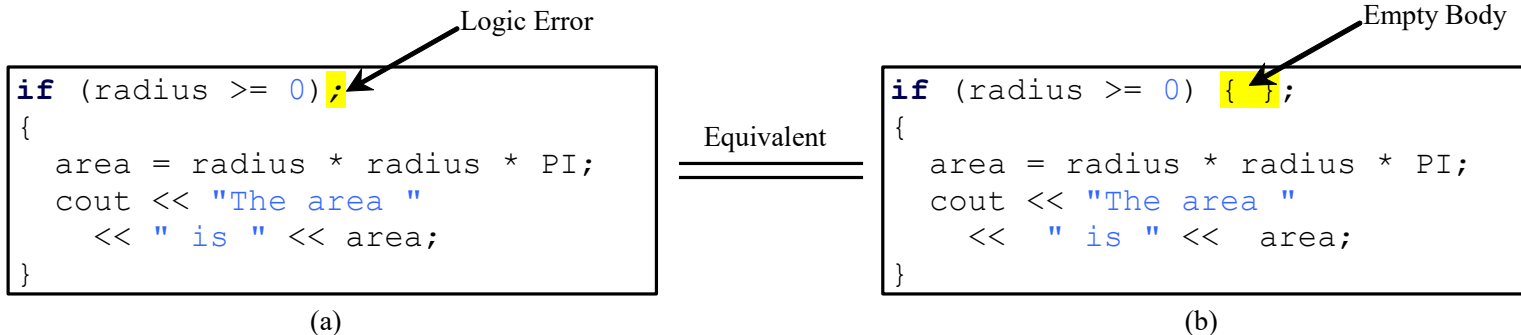 Logic Error
if (radius >= 0);
{
  area = radius * radius * PI;
  cout << "The area "
    << " is " << area;
}
(a)
Equivalent
Empty Body
if (radius >= 0) { };
{
  area = radius * radius * PI;
  cout << "The area "
    <<  " is " <<  area;
}
(b)